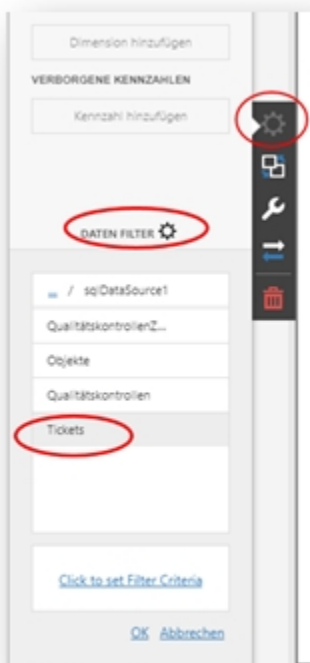 Dimension hinzufügen
VERBORGENE KENNZAHLEN
Kennzahl hinzufügen
DATEN FILTER
... / sqlDataSource1
QualitätskontrollenZ...
Objekte
Qualitätskontrollen
Tickets
Click to set Filter Criteria
OK Abbrechen